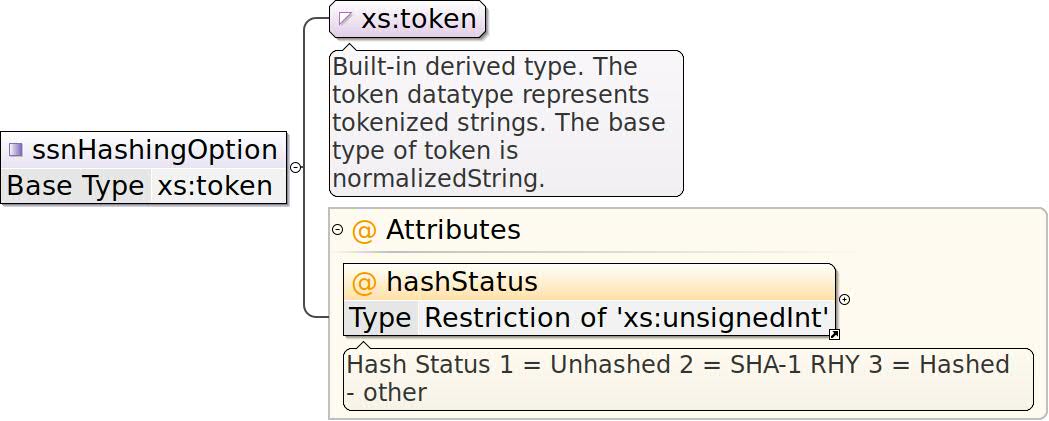 xs:token
Built-in derived type. The
token datatype represents
tokenized strings. The base
type of token is
normalizedString.
ssnHashingOption
Base Type xs:token
@ Attributes
@ hashStatus
Type Restriction of 'xs:unsignedInt'
Hash Status 1 = Unhashed 2 = SHA-1 RHY 3 = Hashed
- other